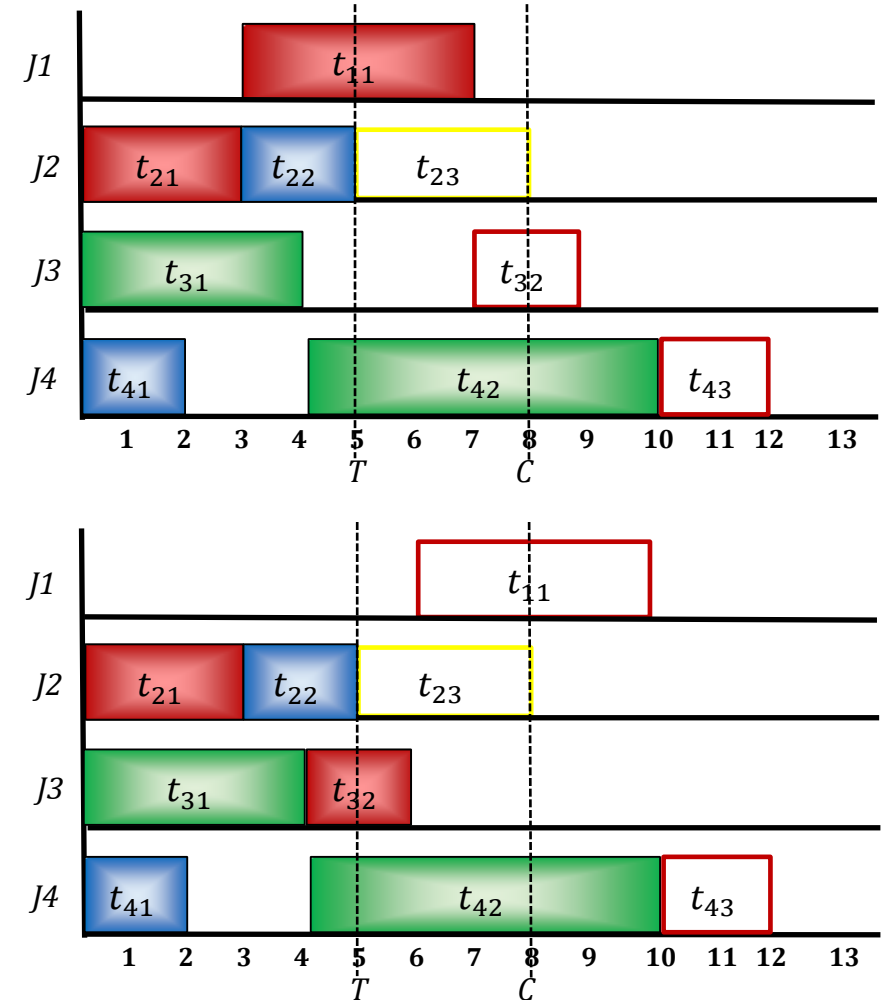 J1 t₁₁
J2 t₂₁ t₂₂ t₂₃
J3 t₃₁ t₃₂
J4 t₄₁ t₄₂ t₄₃
1 2 3 4 5 6 7 8 9 10 11 12 13
T C
J1 t₁₁
J2 t₂₁ t₂₂ t₂₃
J3 t₃₁ t₃₂
J4 t₄₁ t₄₂ t₄₃
1 2 3 4 5 6 7 8 9 10 11 12 13
T C